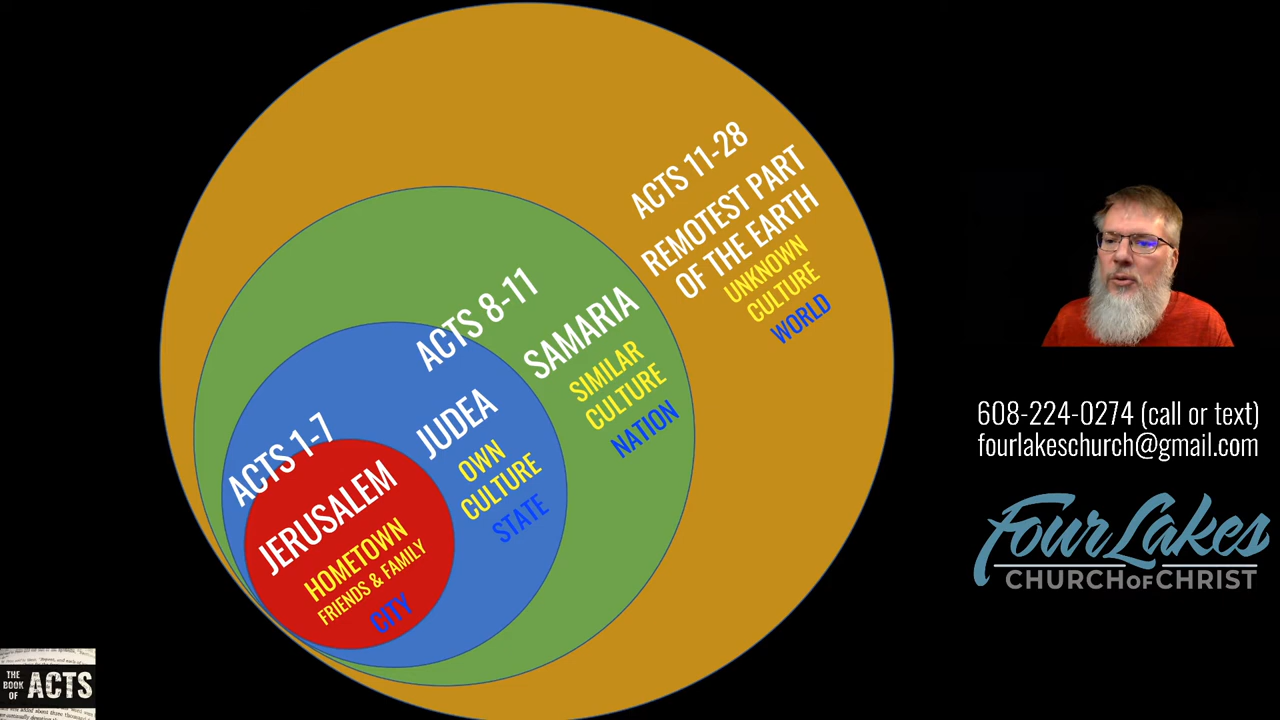 ACTS 11-28
REMOTEST PART
OF THE EARTH
UNKNOWN
CULTURE
WORLD
ACTS 8-11
SAMARIA
SIMILAR
CULTURE
NATION
JUDEA
OWN
CULTURE
STATE
ACTS 1-7
JERUSALEM
HOMETOWN
FRIENDS & FAMILY
CITY
608-224-0274 (call or text)
fourlakeschurch@gmail.com
Four Lakes
CHURCH OF CHRIST
THE
BOOK
OF
ACTS